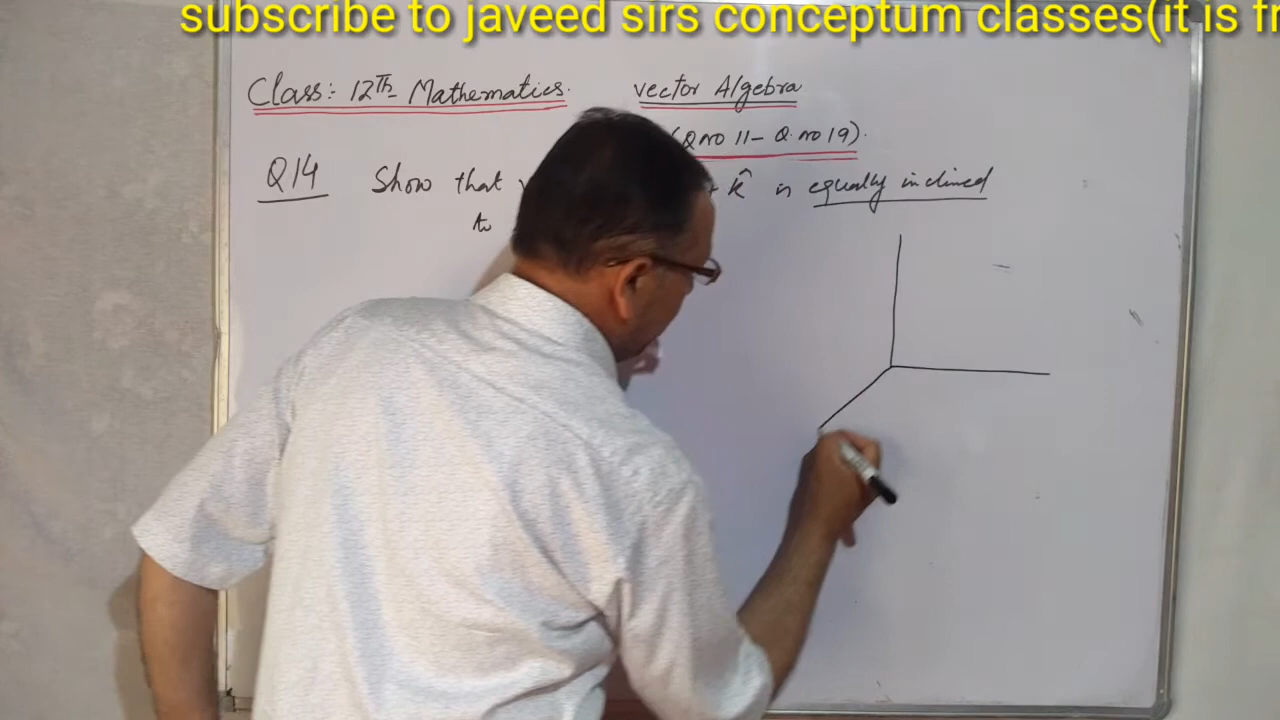 subscribe to javeed sirs conceptum classes(it is fr
Class:- 12Th- Mathematics. vector Algebra
(Q no 11- Q. no 19).
Q14 Show that k̂ is equally inclined
to